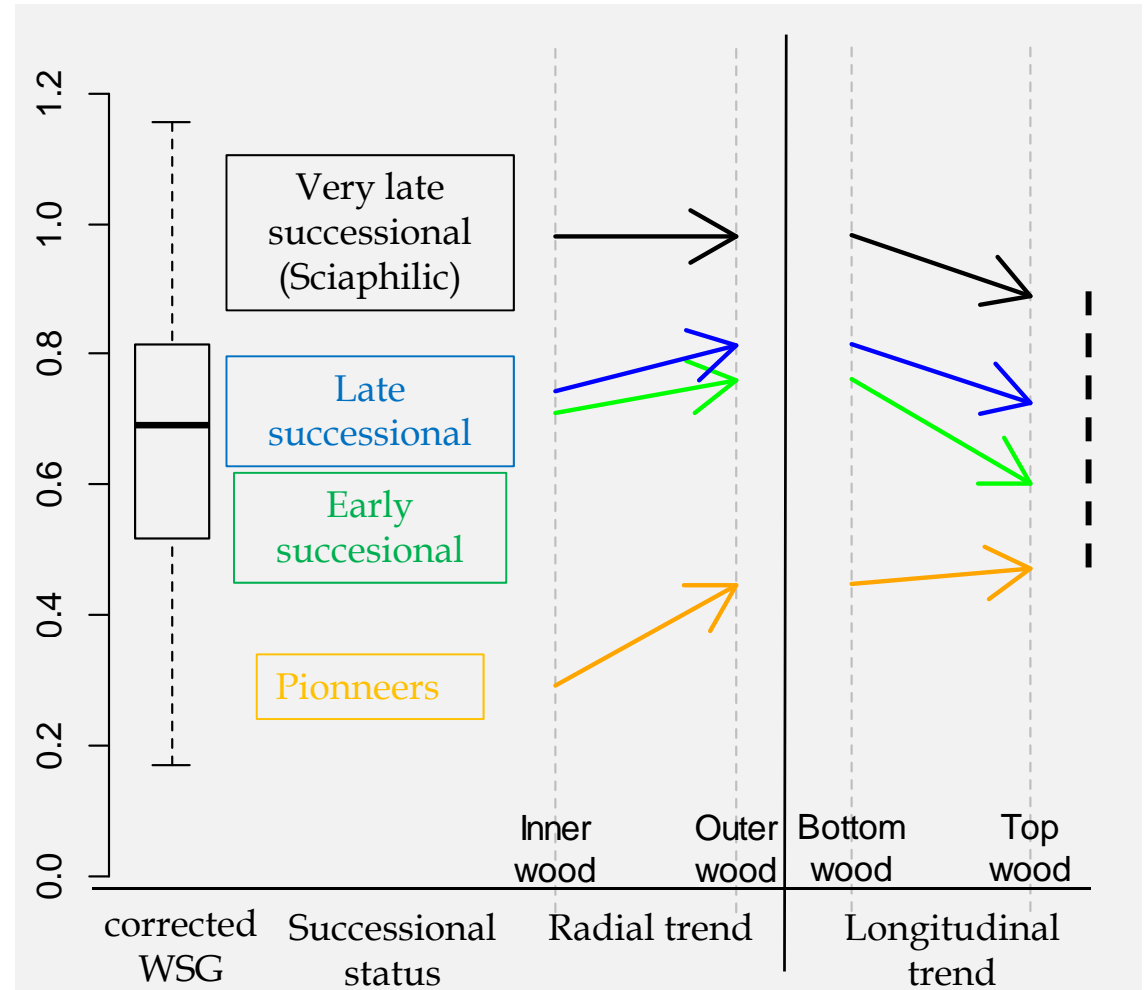 1.2
1.0
0.8
0.6
0.4
0.2
0.0
Very late
successional
(Sciaphilic)
Late
successional
Early
succesional
Pionneers
Inner
wood
Outer
wood
Bottom
wood
Top
wood
corrected
WSG
Successional
status
Radial trend
Longitudinal
trend